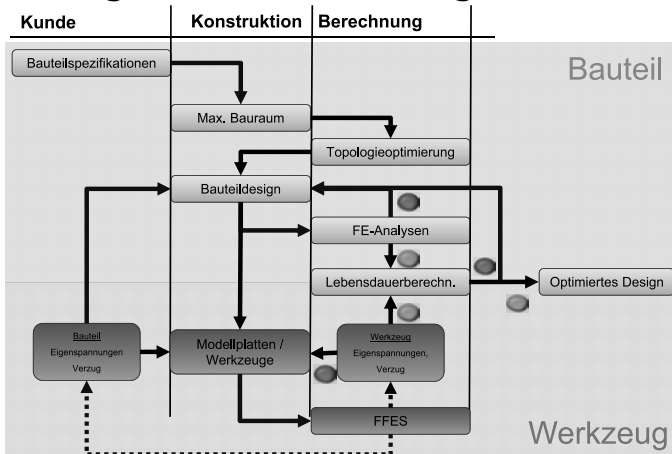 Kunde
Konstruktion
Berechnung
Bauteilspezifikationen
Bauteil
Max. Bauraum
Topologieoptimierung
Bauteildesign
FE-Analysen
Lebensdauerberechn.
Optimiertes Design
Bauteil
Eigenspannungen
Verzug
Modellplatten /
Werkzeuge
Werkzeug
Eigenspannungen,
Verzug
FFES
Werkzeug